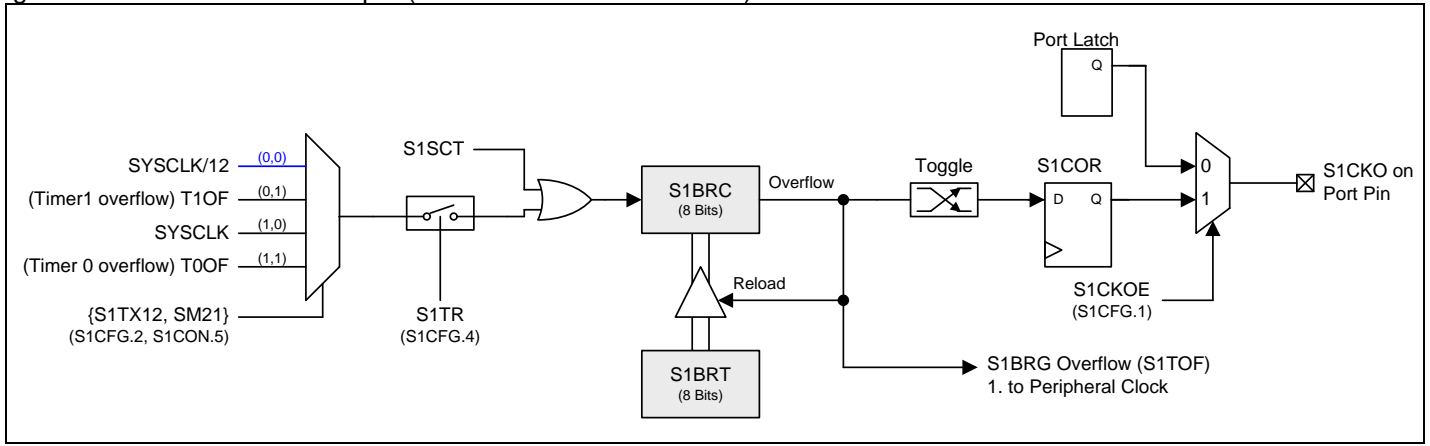 Port Latch
Q
SYSCLK/12
(0,0)
(Timer1 overflow) T1OF
(0,1)
SYSCLK
(1,0)
(Timer 0 overflow) T0OF
(1,1)
{S1TX12, SM21}
(S1CFG.2, S1CON.5)
S1SCT
S1TR
(S1CFG.4)
S1BRC
(8 Bits)
Overflow
Reload
S1BRT
(8 Bits)
Toggle
S1COR
D
Q
0
1
S1CKO on
Port Pin
S1CKOE
(S1CFG.1)
S1BRG Overflow (S1TOF)
1. to Peripheral Clock